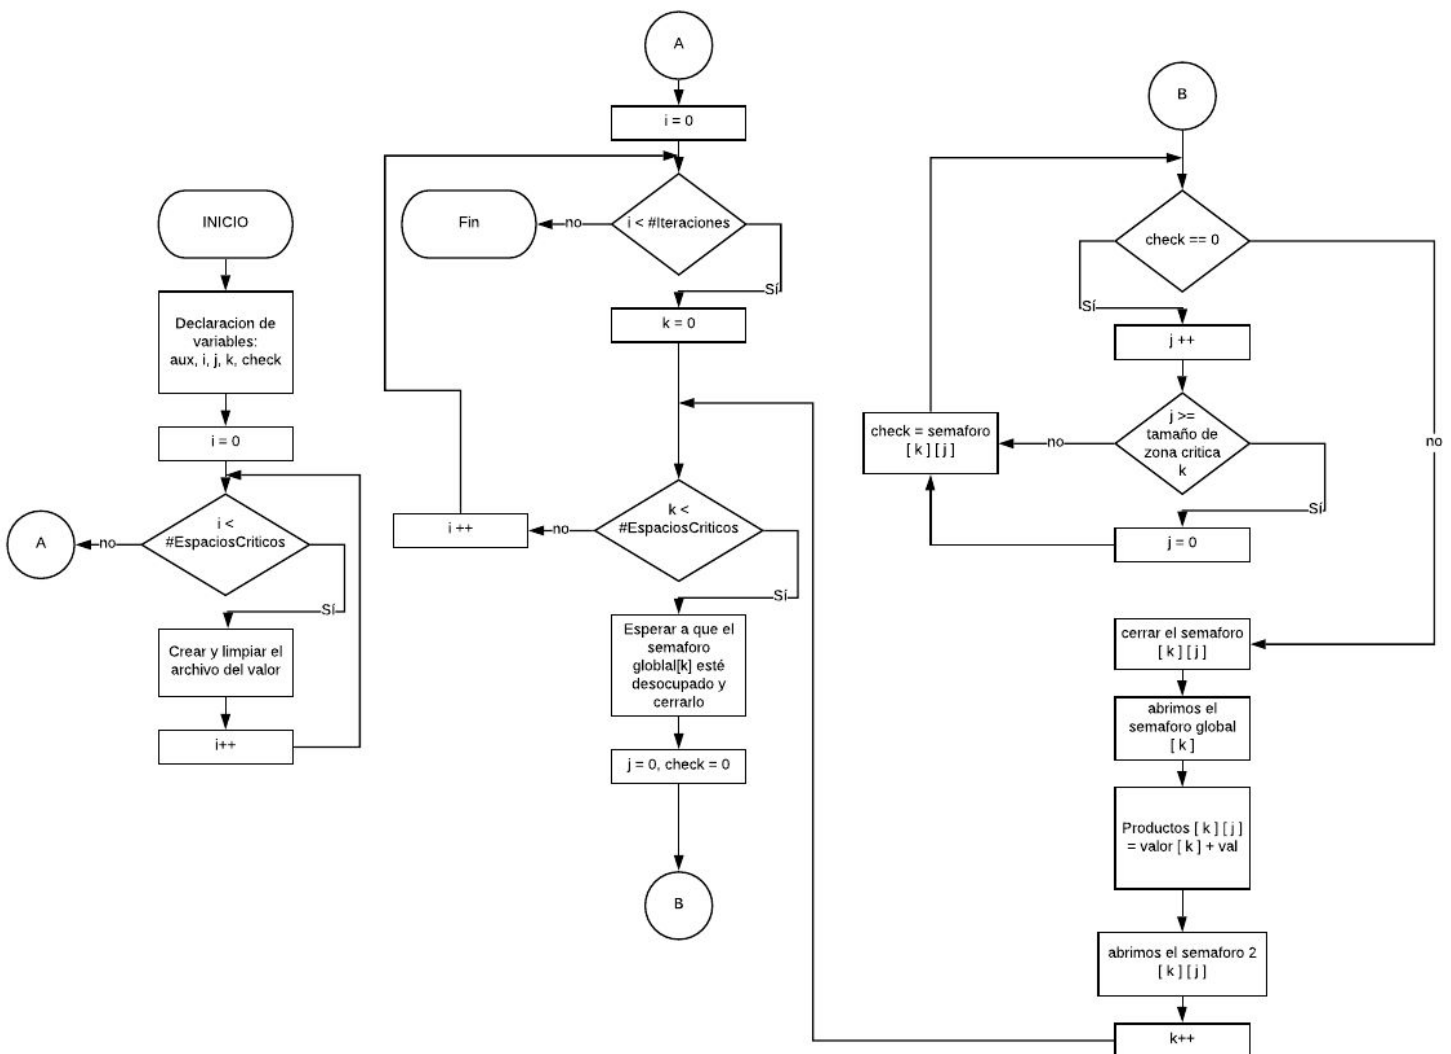 INICIO
Declaracion de
variables:
aux, i, j, k, check
i = 0
i <
#EspaciosCriticos
no
A
Sí
Crear y limpiar el
archivo del valor
i++
A
i = 0
i < #Iteraciones
no
Fin
Sí
k = 0
k <
#EspaciosCriticos
no
i ++
Sí
Esperar a que el
semaforo
globlal[k] esté
desocupado y
cerrarlo
j = 0, check = 0
B
B
check == 0
Sí
no
j ++
j >=
tamaño de
zona critica
k
no
check = semaforo
[ k ] [ j ]
Sí
j = 0
cerrar el semaforo
[ k ] [ j ]
abrimos el
semaforo global
[ k ]
Productos [ k ] [ j ]
= valor [ k ] + val
abrimos el semaforo 2
[ k ] [ j ]
k++